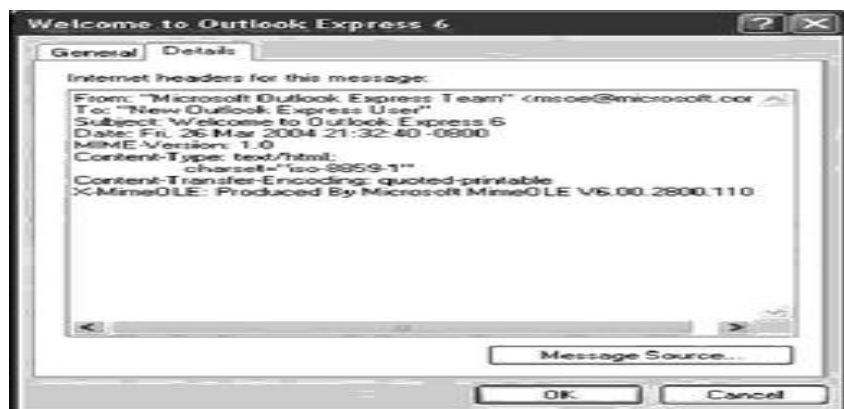 Welcome to Outlook Express 6
General Details
Internet headers for this message:
From: "Microsoft Outlook Express Team" <msoe@microsoft.com
To: "New Outlook Express User"
Subject: Welcome to Outlook Express 6
Date: Fri, 26 Mar 2004 21:32:40 -0800
MIME-Version: 1.0
Content-Type: text/html;
charset="iso-8859-1"
Content-Transfer-Encoding: quoted-printable
X-MimeOLE: Produced By Microsoft MimeOLE V6.00.2800.110
Message Source...
OK Cancel